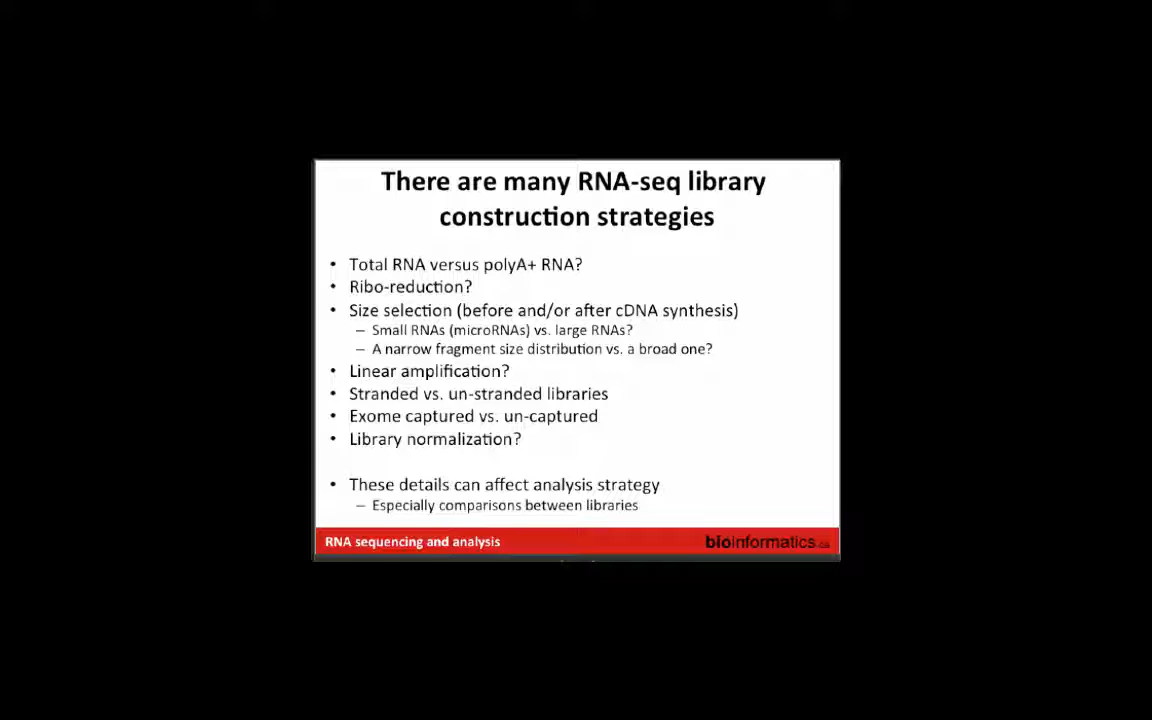 There are many RNA-seq library
construction strategies
• Total RNA versus polyA+ RNA?
• Ribo-reduction?
• Size selection (before and/or after cDNA synthesis)
– Small RNAs (microRNAs) vs. large RNAs?
– A narrow fragment size distribution vs. a broad one?
• Linear amplification?
• Stranded vs. un-stranded libraries
• Exome captured vs. un-captured
• Library normalization?
• These details can affect analysis strategy
– Especially comparisons between libraries
RNA sequencing and analysis
bioinformatics.ca